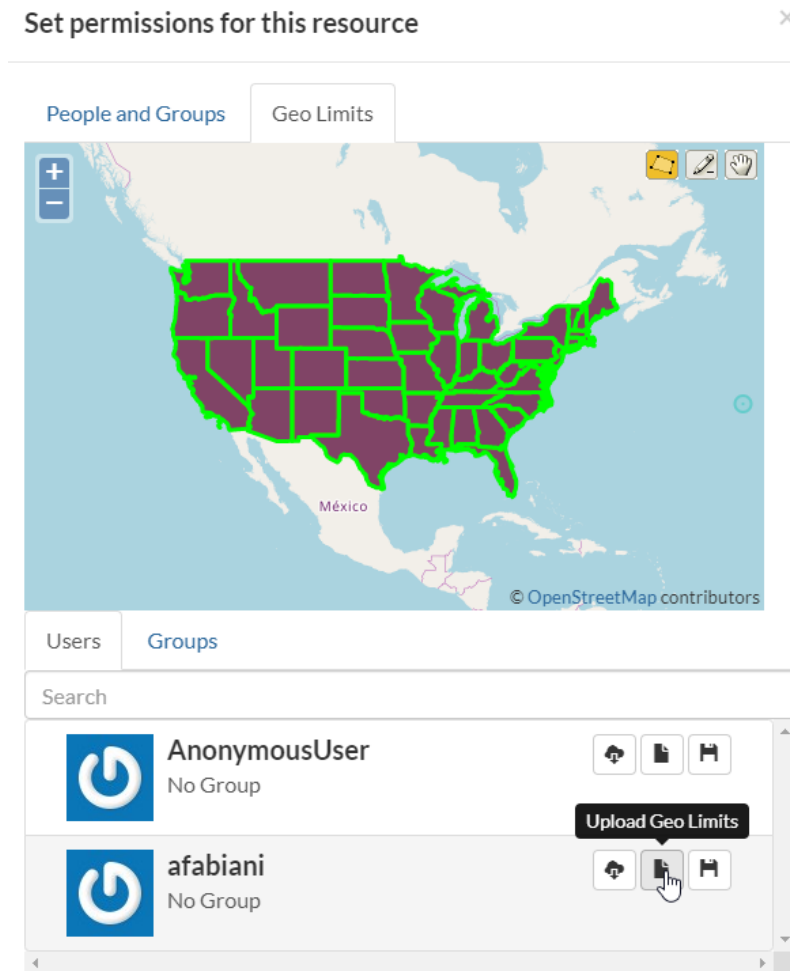 Set permissions for this resource
×
People and Groups
Geo Limits
+
−
México
© OpenStreetMap contributors
Users
Groups
Search
AnonymousUser
No Group
Upload Geo Limits
afabiani
No Group